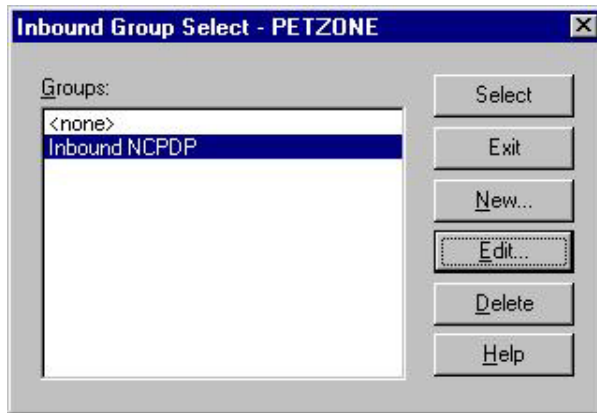 Inbound Group Select - PETZONE
Groups:
<none>
Inbound NCPDP
Select
Exit
New...
Edit...
Delete
Help